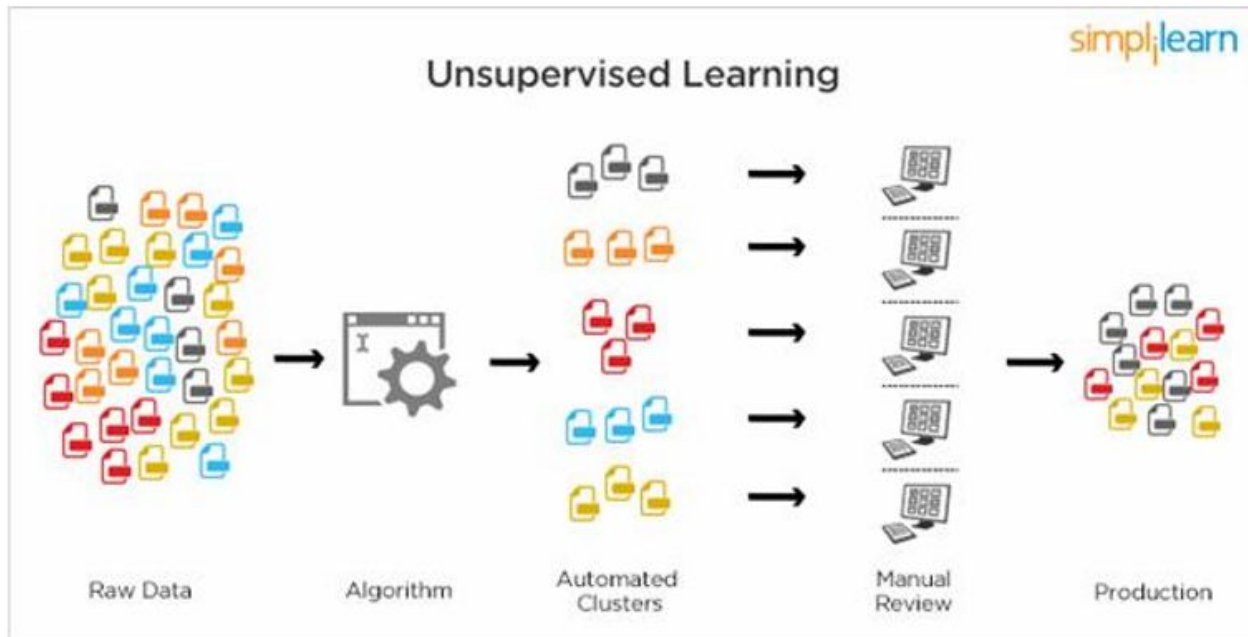 simplilearn
Unsupervised Learning
Raw Data
Algorithm
Automated
Clusters
Manual
Review
Production